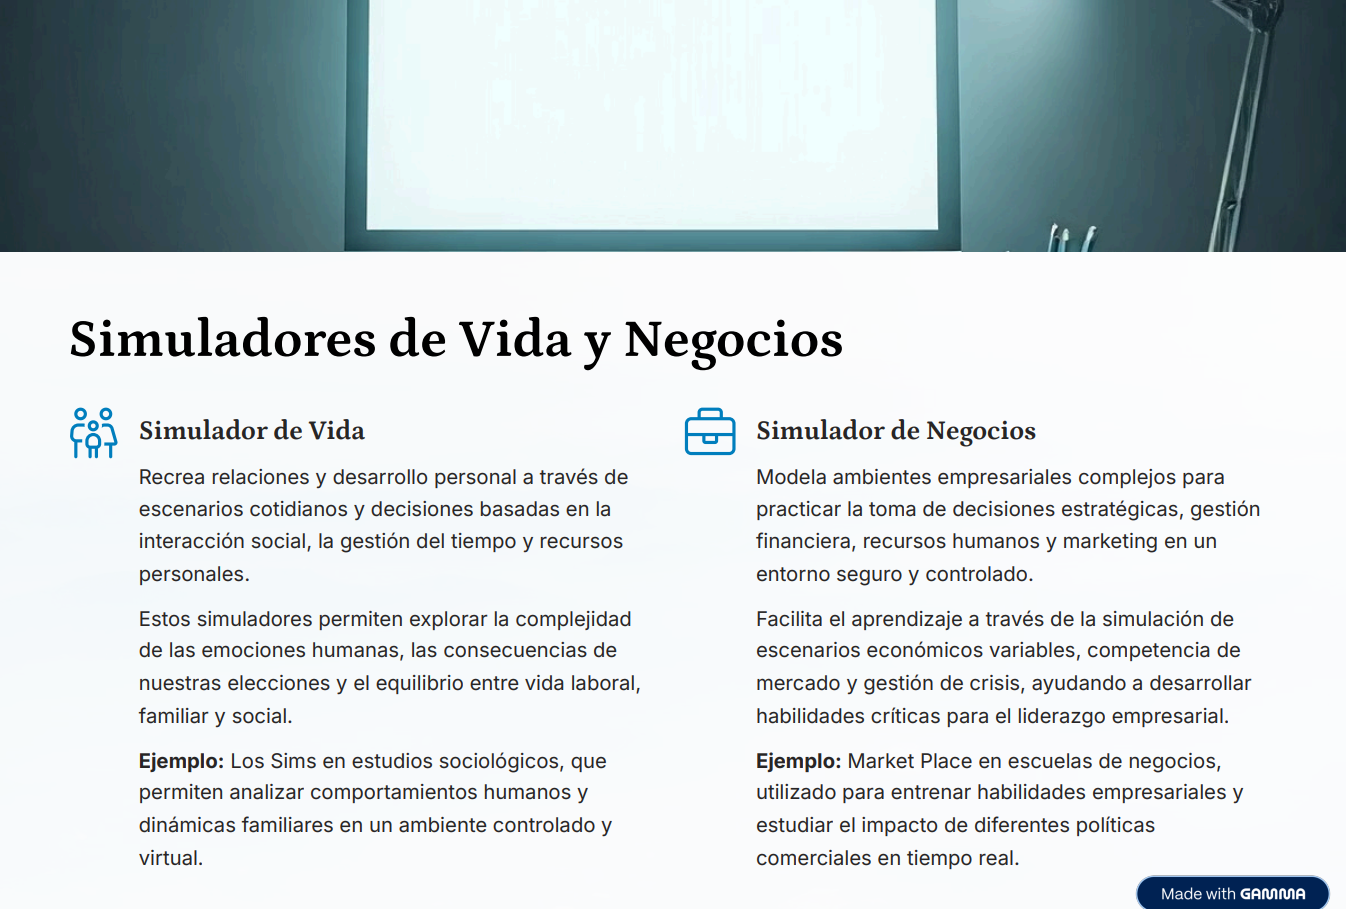 Simuladores de Vida y Negocios
Simulador de Vida
Recrea relaciones y desarrollo personal a través de
escenarios cotidianos y decisiones basadas en la
interacción social, la gestión del tiempo y recursos
personales.
Estos simuladores permiten explorar la complejidad
de las emociones humanas, las consecuencias de
nuestras elecciones y el equilibrio entre vida laboral,
familiar y social.
Ejemplo: Los Sims en estudios sociológicos, que
permiten analizar comportamientos humanos y
dinámicas familiares en un ambiente controlado y
virtual.
Simulador de Negocios
Modela ambientes empresariales complejos para
practicar la toma de decisiones estratégicas, gestión
financiera, recursos humanos y marketing en un
entorno seguro y controlado.
Facilita el aprendizaje a través de la simulación de
escenarios económicos variables, competencia de
mercado y gestión de crisis, ayudando a desarrollar
habilidades críticas para el liderazgo empresarial.
Ejemplo: Market Place en escuelas de negocios,
utilizado para entrenar habilidades empresariales y
estudiar el impacto de diferentes políticas
comerciales en tiempo real.
Made with GAMMA